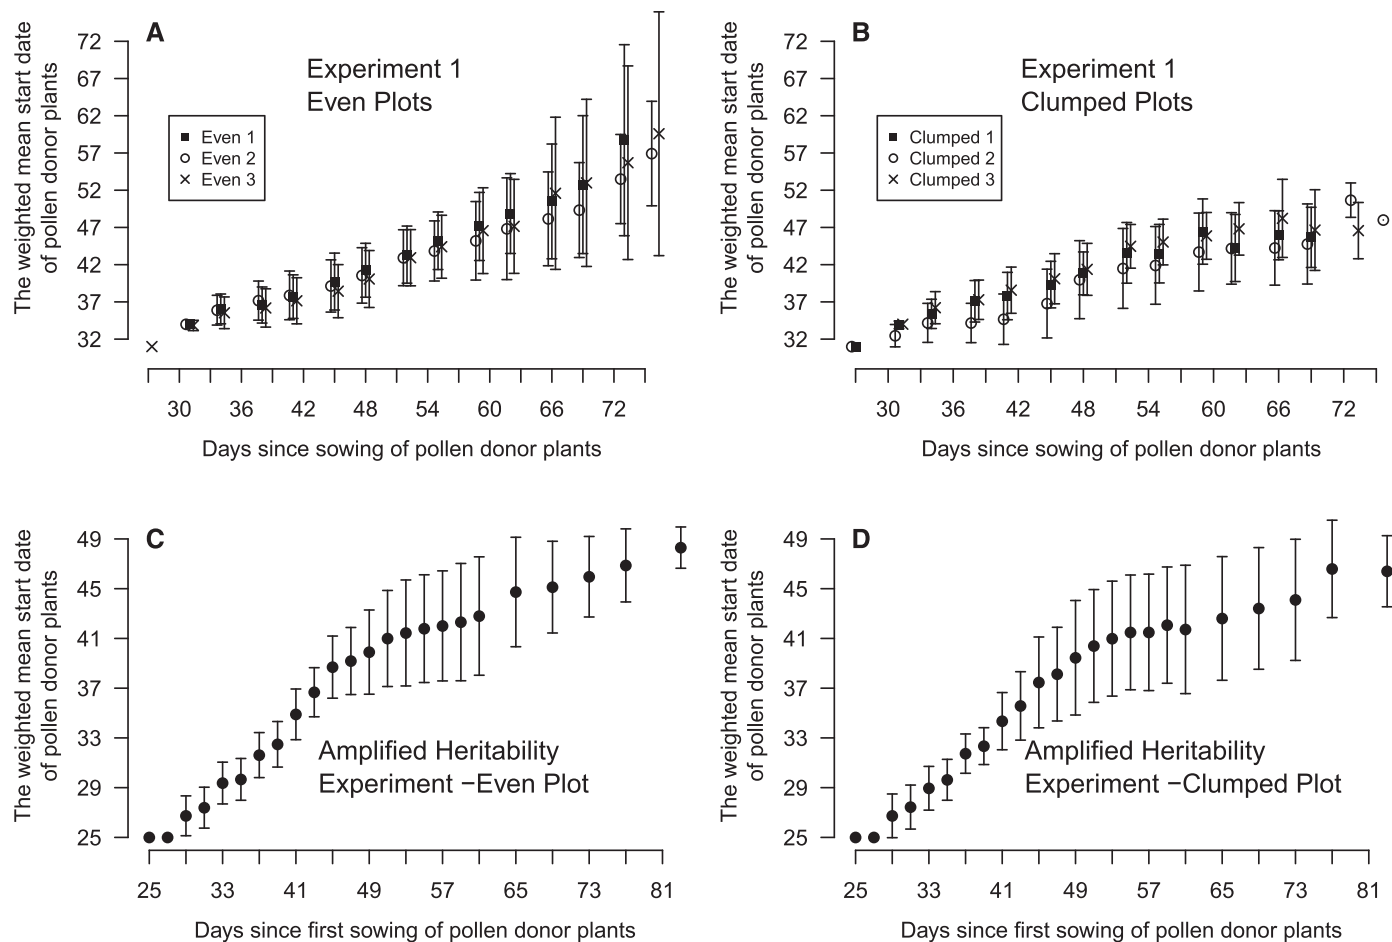 A
Experiment 1
Even Plots
Even 1
Even 2
Even 3
The weighted mean start date
of pollen donor plants
72
67
62
57
52
47
42
37
32
30 36 42 48 54 60 66 72
Days since sowing of pollen donor plants
B
Experiment 1
Clumped Plots
Clumped 1
Clumped 2
Clumped 3
The weighted mean start date
of pollen donor plants
72
67
62
57
52
47
42
37
32
30 36 42 48 54 60 66 72
Days since sowing of pollen donor plants
C
The weighted mean start date
of pollen donor plants
49
45
41
37
33
29
25
Amplified Heritability
Experiment −Even Plot
25 33 41 49 57 65 73 81
Days since first sowing of pollen donor plants
D
The weighted mean start date
of pollen donor plants
49
45
41
37
33
29
25
Amplified Heritability
Experiment −Clumped Plot
25 33 41 49 57 65 73 81
Days since first sowing of pollen donor plants